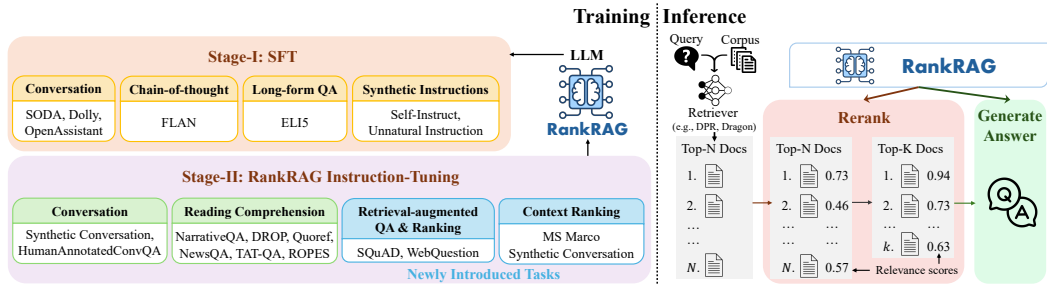 Training
Inference
Stage-I: SFT
Conversation
SODA, Dolly,
OpenAssistant
Chain-of-thought
FLAN
Long-form QA
ELI5
Synthetic Instructions
Self-Instruct,
Unnatural Instruction
LLM
RankRAG
Stage-II: RankRAG Instruction-Tuning
Conversation
Synthetic Conversation,
HumanAnnotatedConvQA
Reading Comprehension
NarrativeQA, DROP, Quoref,
NewsQA, TAT-QA, ROPES
Retrieval-augmented
QA & Ranking
SQuAD, WebQuestion
Context Ranking
MS Marco
Synthetic Conversation
Newly Introduced Tasks
Query
Corpus
?
Retriever
(e.g., DPR, Dragon)
Top-N Docs
1.
2.
... ...
... ...
N.
RankRAG
Rerank
Top-N Docs
1. 0.73
2. 0.46
... ...
... ...
N. 0.57
Top-K Docs
1. 0.94
2. 0.73
... ...
k. 0.63
Relevance scores
Generate
Answer
Q
A